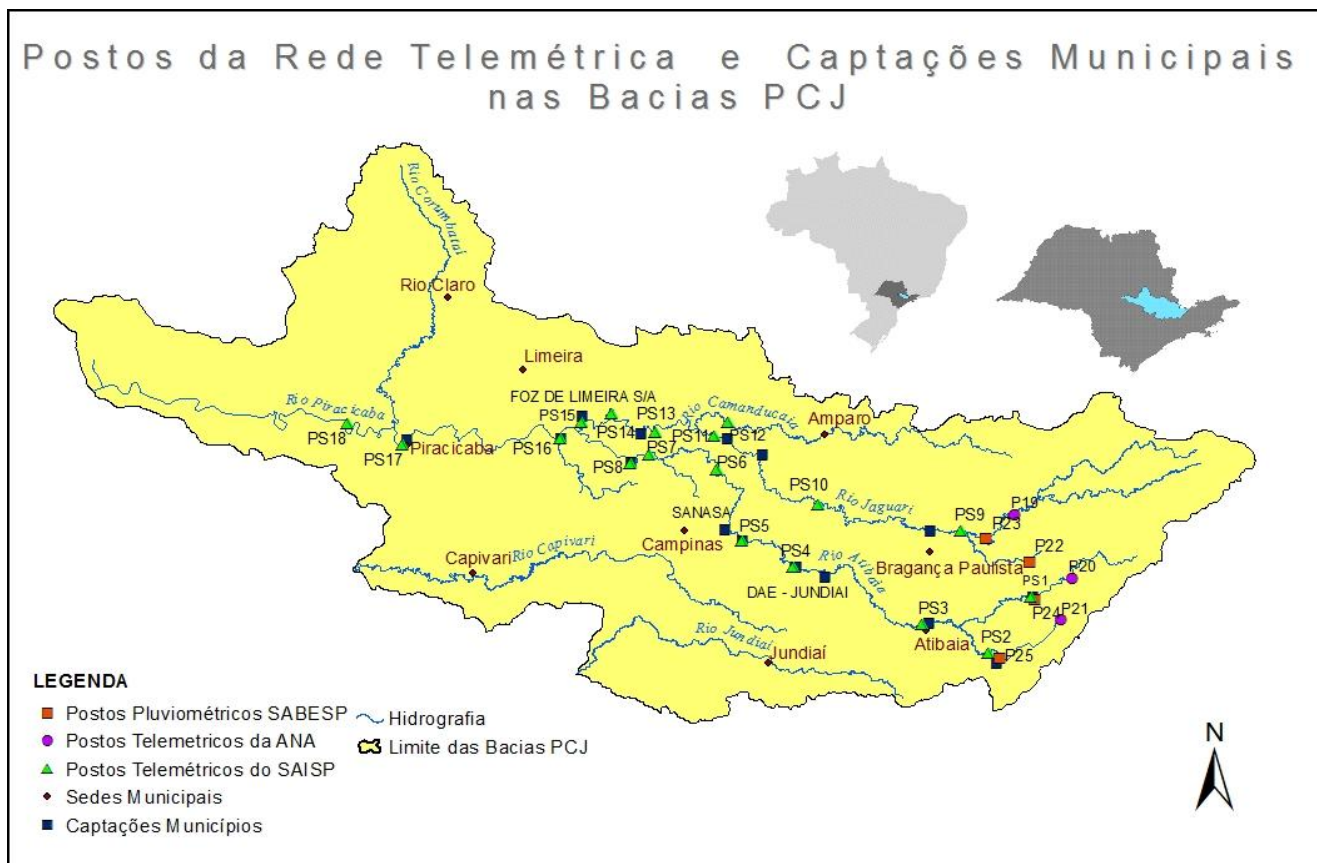 Postos da Rede Telemétrica e Captações Municipais
nas Bacias PCJ
Rio Corumbataí
Rio Claro
Limeira
FOZ DE LIMEIRA S/A
Rio Piracicaba
PS18
PS17
Piracicaba
PS15
PS16
PS14
PS13
Rio Camanducaia
PS11
PS12
Amparo
PS7
PS8
PS6
PS10
Rio Jaguari
PS9
P19
P23
P22
P20
SANASA
PS5
Campinas
Capivari
Rio Capivari
PS4
Rio Atibaia
Bragança Paulista
DAE - JUNDIAI
PS1
P24
P21
PS3
Atibaia
PS2
P25
Rio Jundiaí
Jundiaí
LEGENDA
Postos Pluviométricos SABESP
Postos Telemetricos da ANA
Postos Telemétricos do SAISP
Sedes Municipais
Captações Municípios
Hidrografia
Limite das Bacias PCJ
N